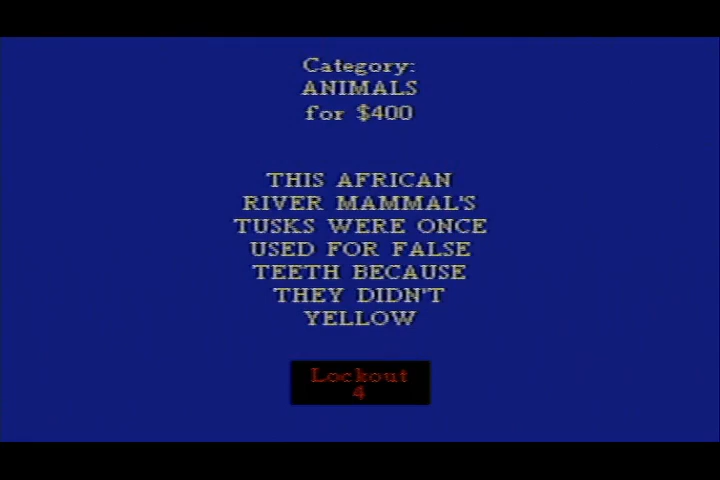 Category:
ANIMALS
for $400
THIS AFRICAN
RIVER MAMMAL'S
TUSKS WERE ONCE
USED FOR FALSE
TEETH BECAUSE
THEY DIDN'T
YELLOW
Lockout
4